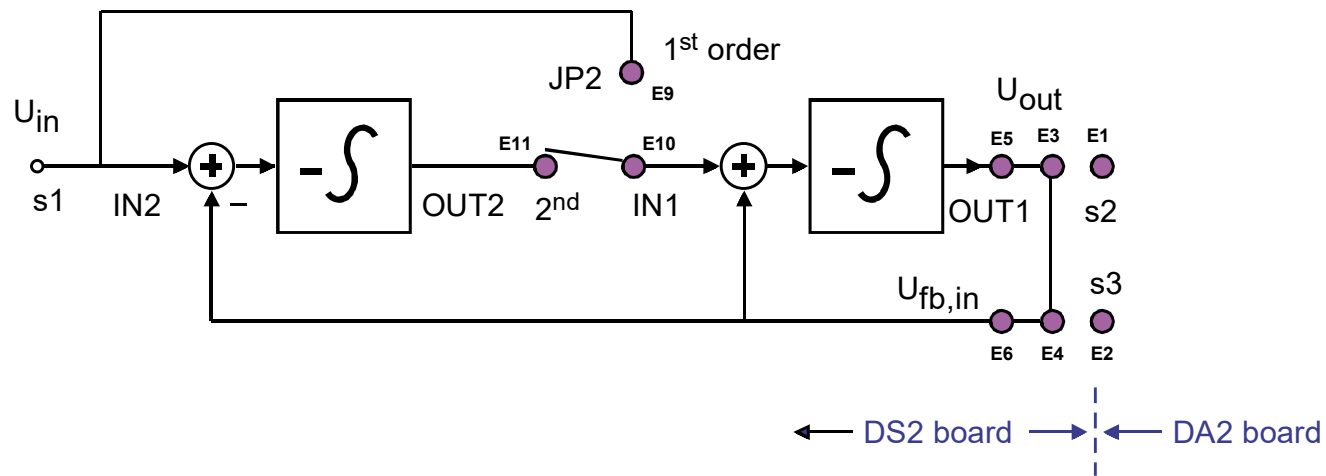 1st order
JP2
E9
Uin
Uout
E11
E10
E5
E3
E1
+
–
+
–
s1
IN2
–
OUT2
2nd
IN1
OUT1
s2
Ufb,in
s3
E6
E4
E2
DS2 board
DA2 board